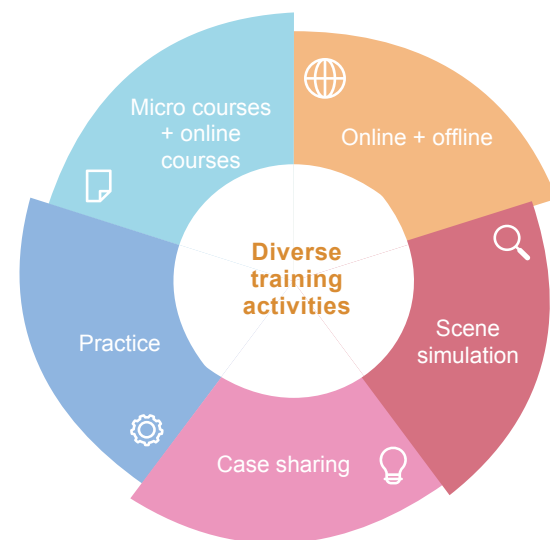 Micro courses
+ online
courses
Online + offline
Diverse
training
activities
Practice
Scene
simulation
Case sharing